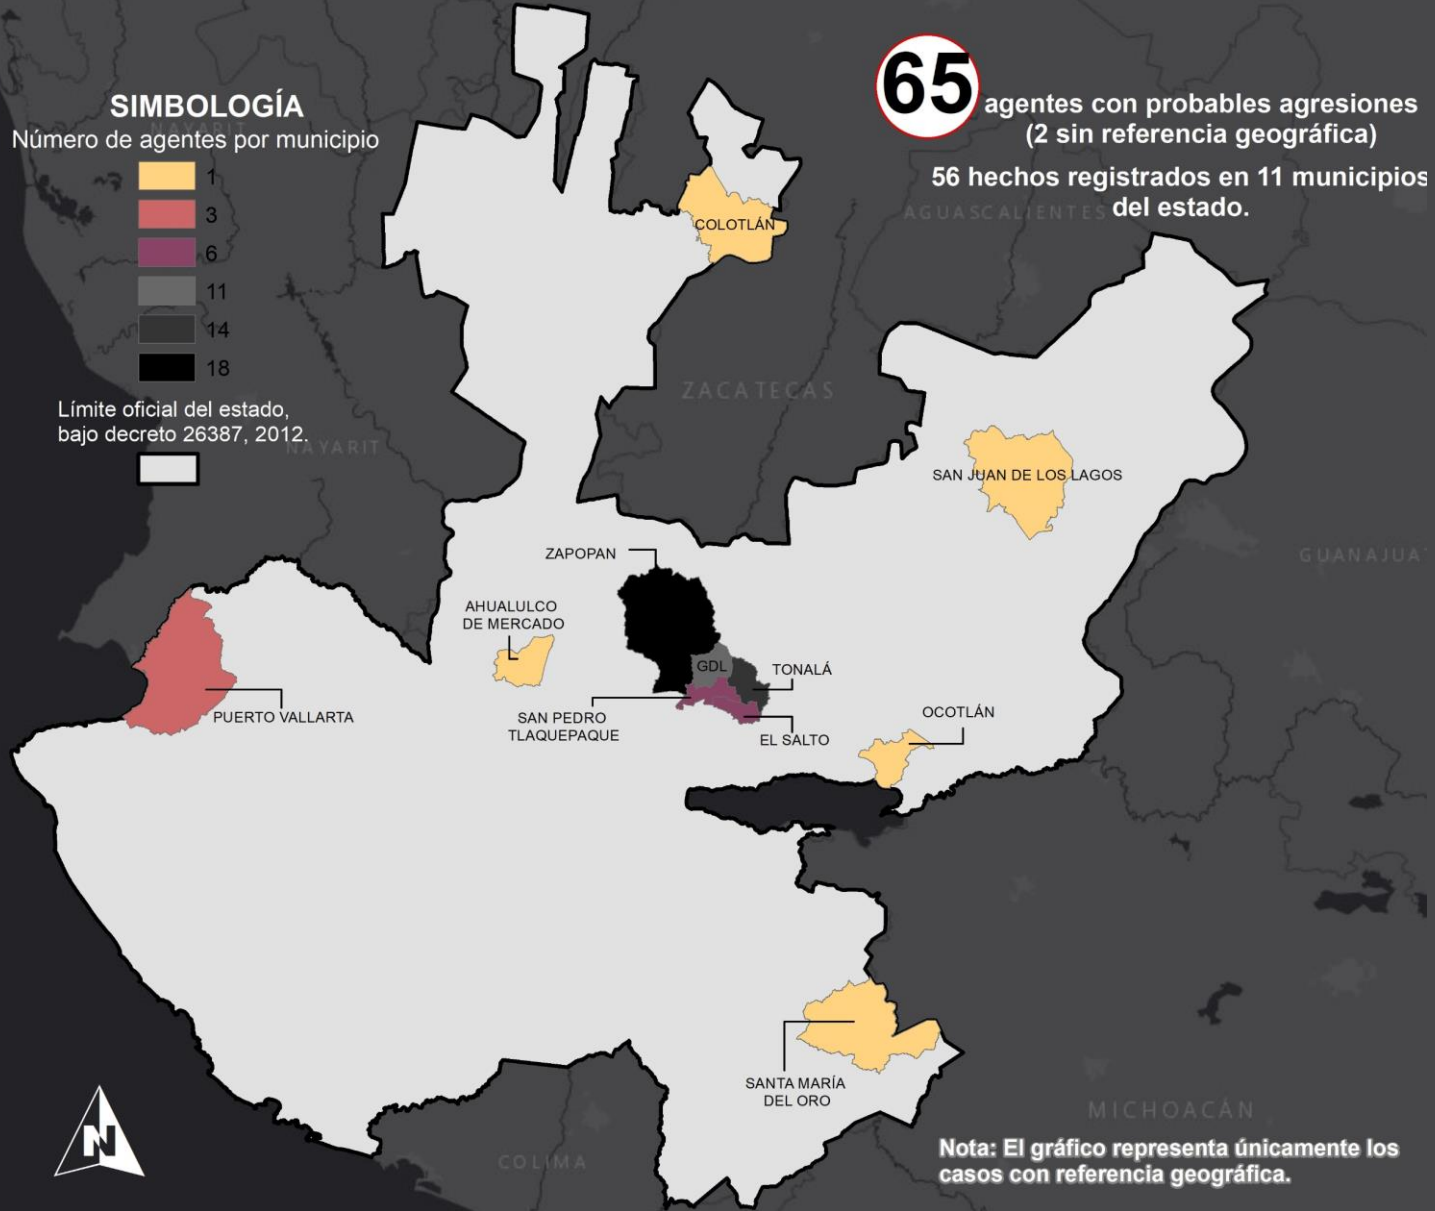 SIMBOLOGÍA
NAYARIT
Número de agentes por municipio
1
3
6
11
14
18
Límite oficial del estado,
bajo decreto 26387, 2012.
NAYARIT
65 agentes con probables agresiones
(2 sin referencia geográfica)
56 hechos registrados en 11 municipios
del estado.
AGUASCALIENTES
COLOTLÁN
ZACATECAS
SAN JUAN DE LOS LAGOS
GUANAJUA
ZAPOPAN
AHUALULCO
DE MERCADO
GDL
TONALÁ
PUERTO VALLARTA
SAN PEDRO
TLAQUEPAQUE
EL SALTO
OCOTLÁN
SANTA MARÍA
DEL ORO
MICHOACÁN
COLIMA
N
Nota: El gráfico representa únicamente los
casos con referencia geográfica.